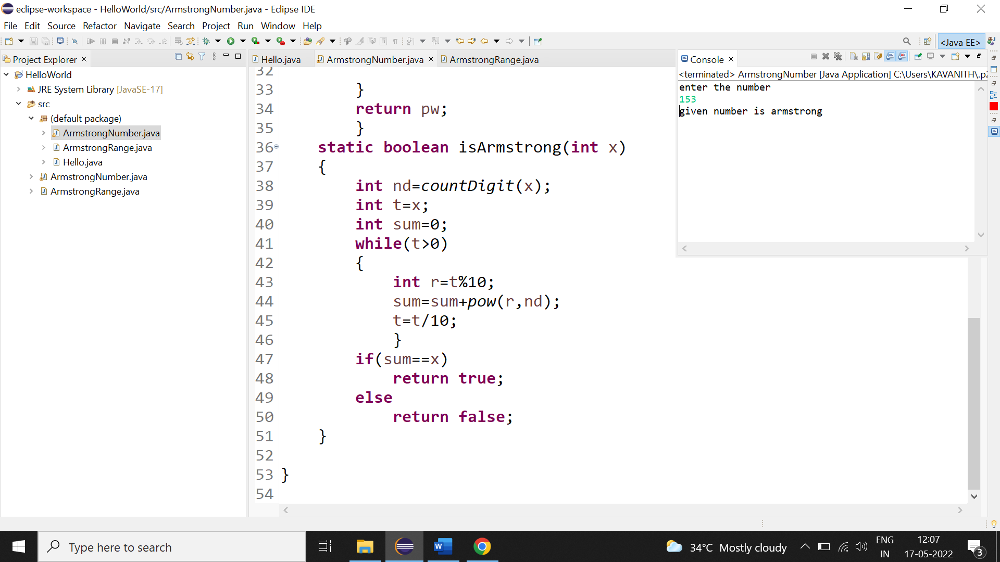 eclipse-workspace - HelloWorld/src/ArmstrongNumber.java - Eclipse IDE
File Edit Source Refactor Navigate Search Project Run Window Help
<Java EE>
Project Explorer
HelloWorld
JRE System Library [JavaSE-17]
src
(default package)
ArmstrongNumber.java
ArmstrongRange.java
Hello.java
ArmstrongNumber.java
ArmstrongRange.java
Hello.java ArmstrongNumber.java ArmstrongRange.java
32
33 }
34 return pw;
35 }
36 static boolean isArmstrong(int x)
37 {
38 int nd=countDigit(x);
39 int t=x;
40 int sum=0;
41 while(t>0)
42 {
43 int r=t%10;
44 sum=sum+pow(r,nd);
45 t=t/10;
46 }
47 if(sum==x)
48 return true;
49 else
50 return false;
51 }
52
53 }
54
Console
<terminated> ArmstrongNumber [Java Application] C:\Users\KAVANITH\.p2
enter the number
153
given number is armstrong
Type here to search
34°C Mostly cloudy
ENG
IN
12:07
17-05-2022
3